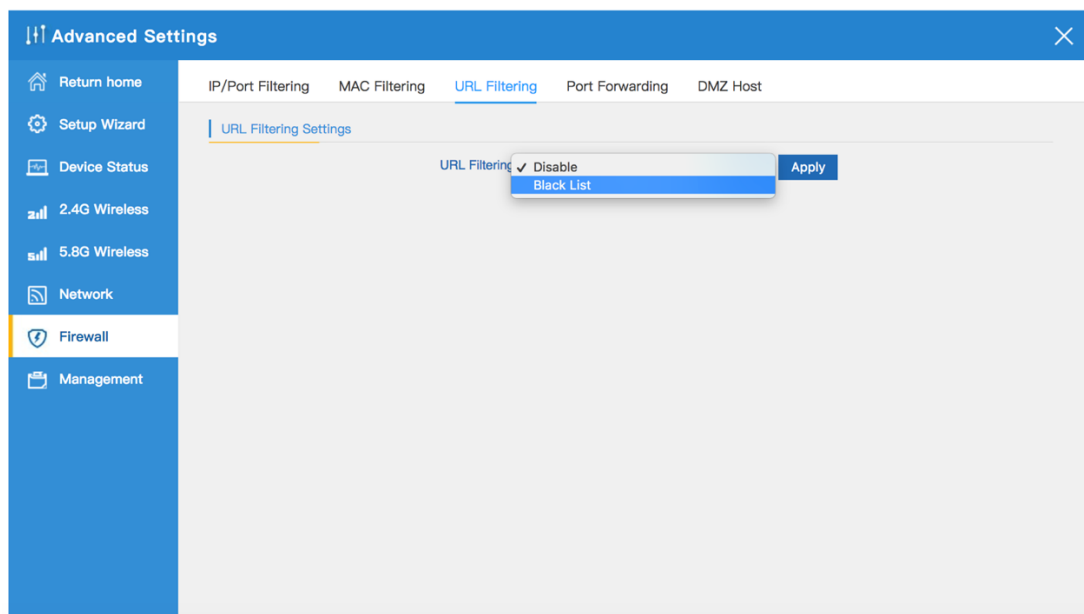 Advanced Settings
Return home
Setup Wizard
Device Status
2.4G Wireless
5.8G Wireless
Network
Firewall
Management
IP/Port Filtering MAC Filtering URL Filtering Port Forwarding DMZ Host
URL Filtering Settings
URL Filtering ✓ Disable Apply
Black List